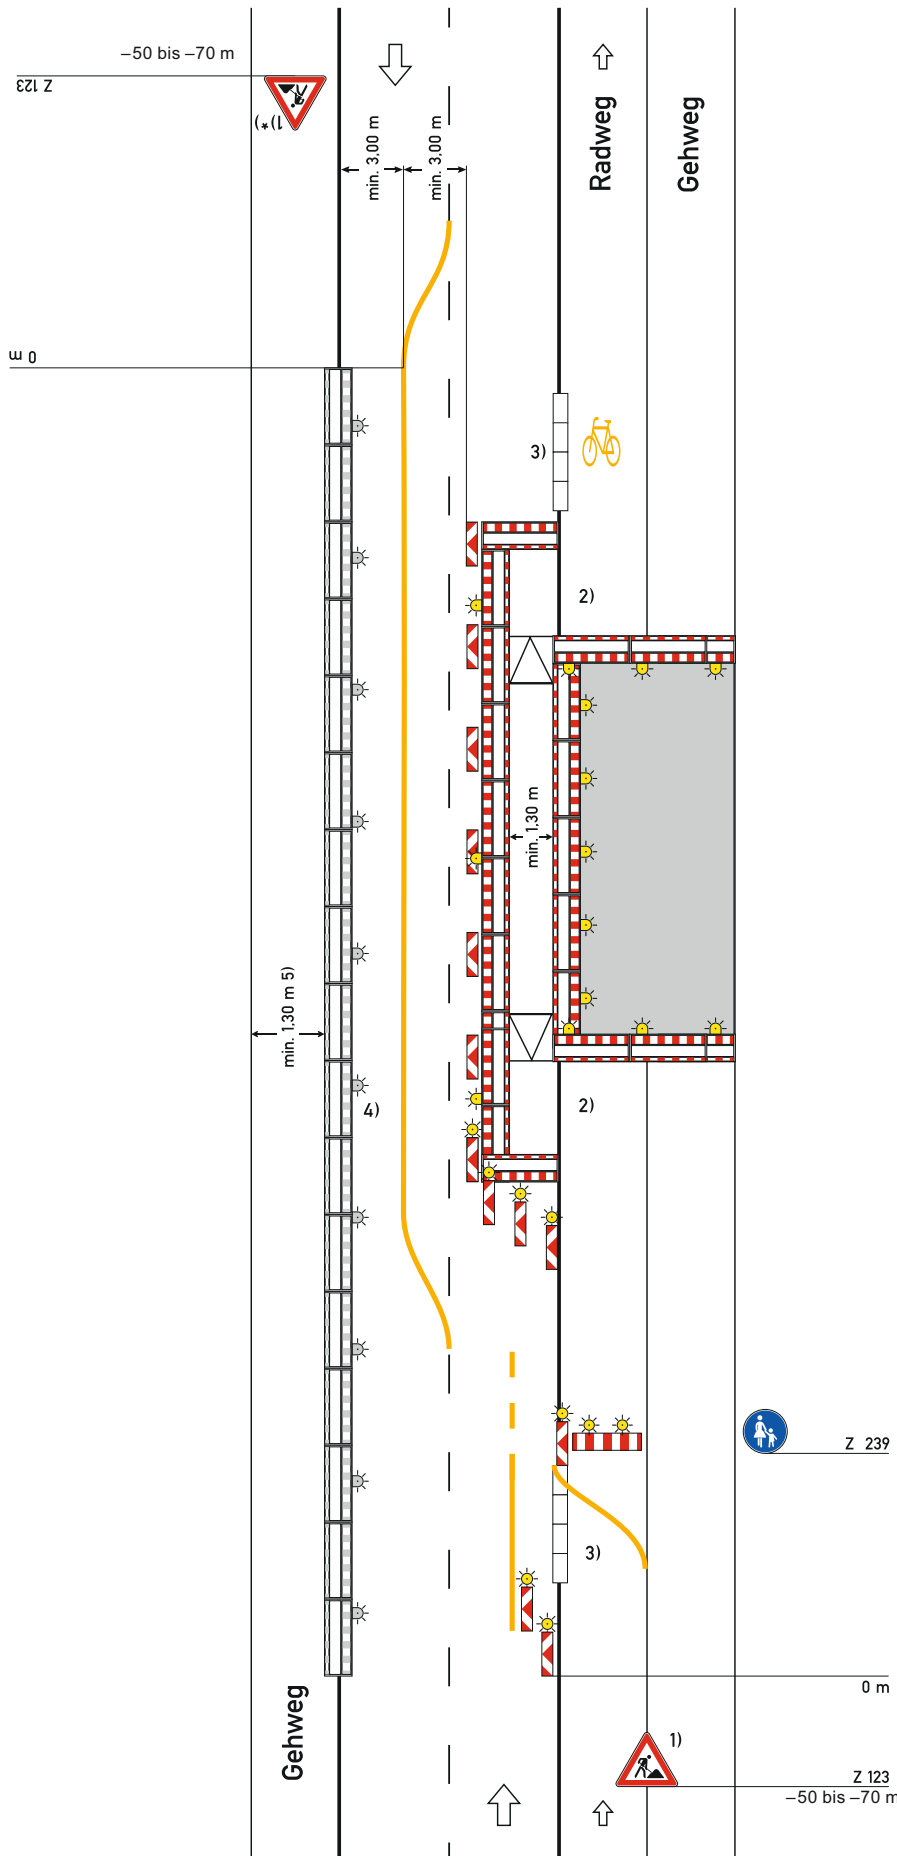 –50 bis –70 m
Z 123
1)*)
min. 3.00 m
min. 3.00 m
Radweg
Gehweg
0 m
3)
2)
min. 1.30 m
min. 1.30 m 5)
4)
2)
Z 239
3)
0 m
Gehweg
1)
Z 123
–50 bis –70 m